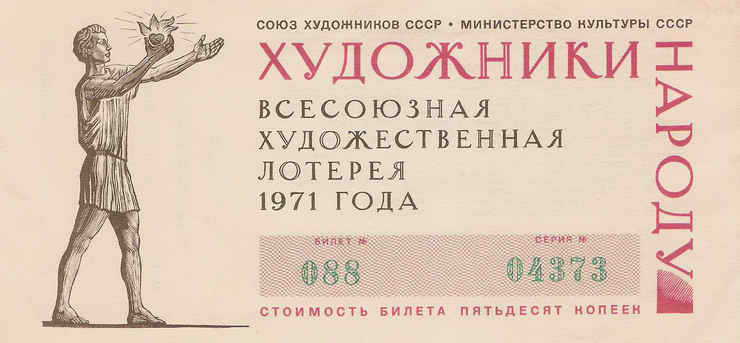 СОЮЗ ХУДОЖНИКОВ СССР • МИНИСТЕРСТВО КУЛЬТУРЫ СССР
ХУДОЖНИКИ
НАРОДУ
ВСЕСОЮЗНАЯ
ХУДОЖЕСТВЕННАЯ
ЛОТЕРЕЯ
1971 ГОДА
БИЛЕТ № СЕРИЯ №
088 04373
СТОИМОСТЬ БИЛЕТА ПЯТЬДЕСЯТ КОПЕЕК